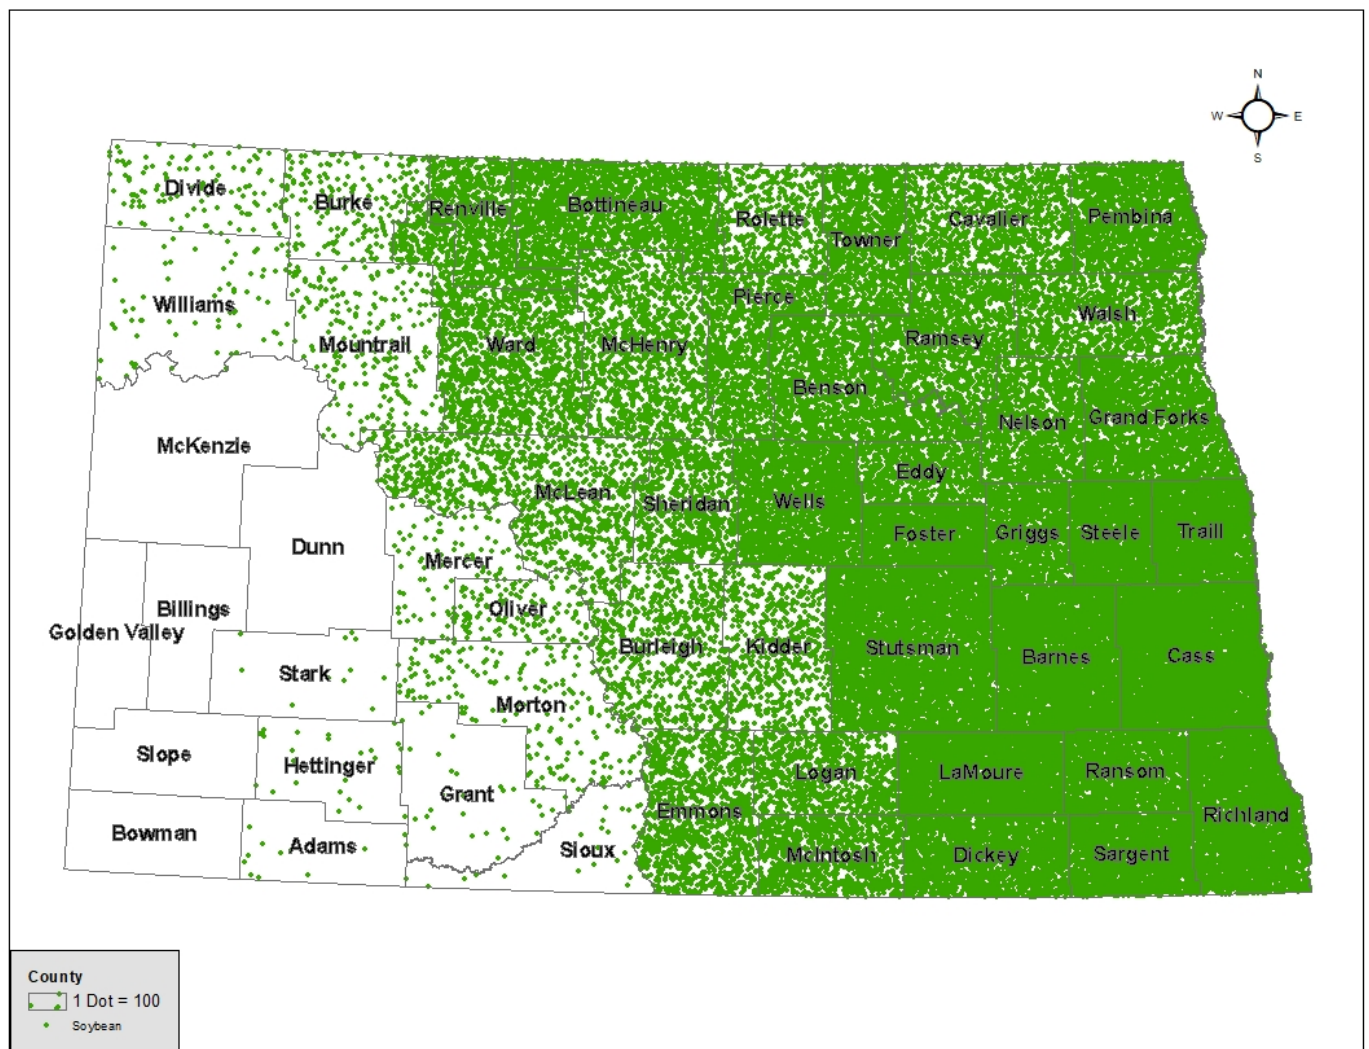 N
W E
S
Divide
Burke
Renville
Bottineau
Rolette
Towner
Cavalier
Pembina
Williams
Mountrail
Ward
McHenry
Pierce
Benson
Ramsey
Walsh
McKenzie
Nelson
Grand Forks
McLean
Sheridan
Wells
Eddy
Dunn
Mercer
Foster
Griggs
Steele
Traill
Billings
Golden Valley
Oliver
Burleigh
Kidder
Stutsman
Barnes
Cass
Stark
Morton
Slope
Hettinger
Grant
Emmons
Logan
LaMoure
Ransom
Richland
Bowman
Adams
Sioux
McIntosh
Dickey
Sargent
County
1 Dot = 100
Soybean